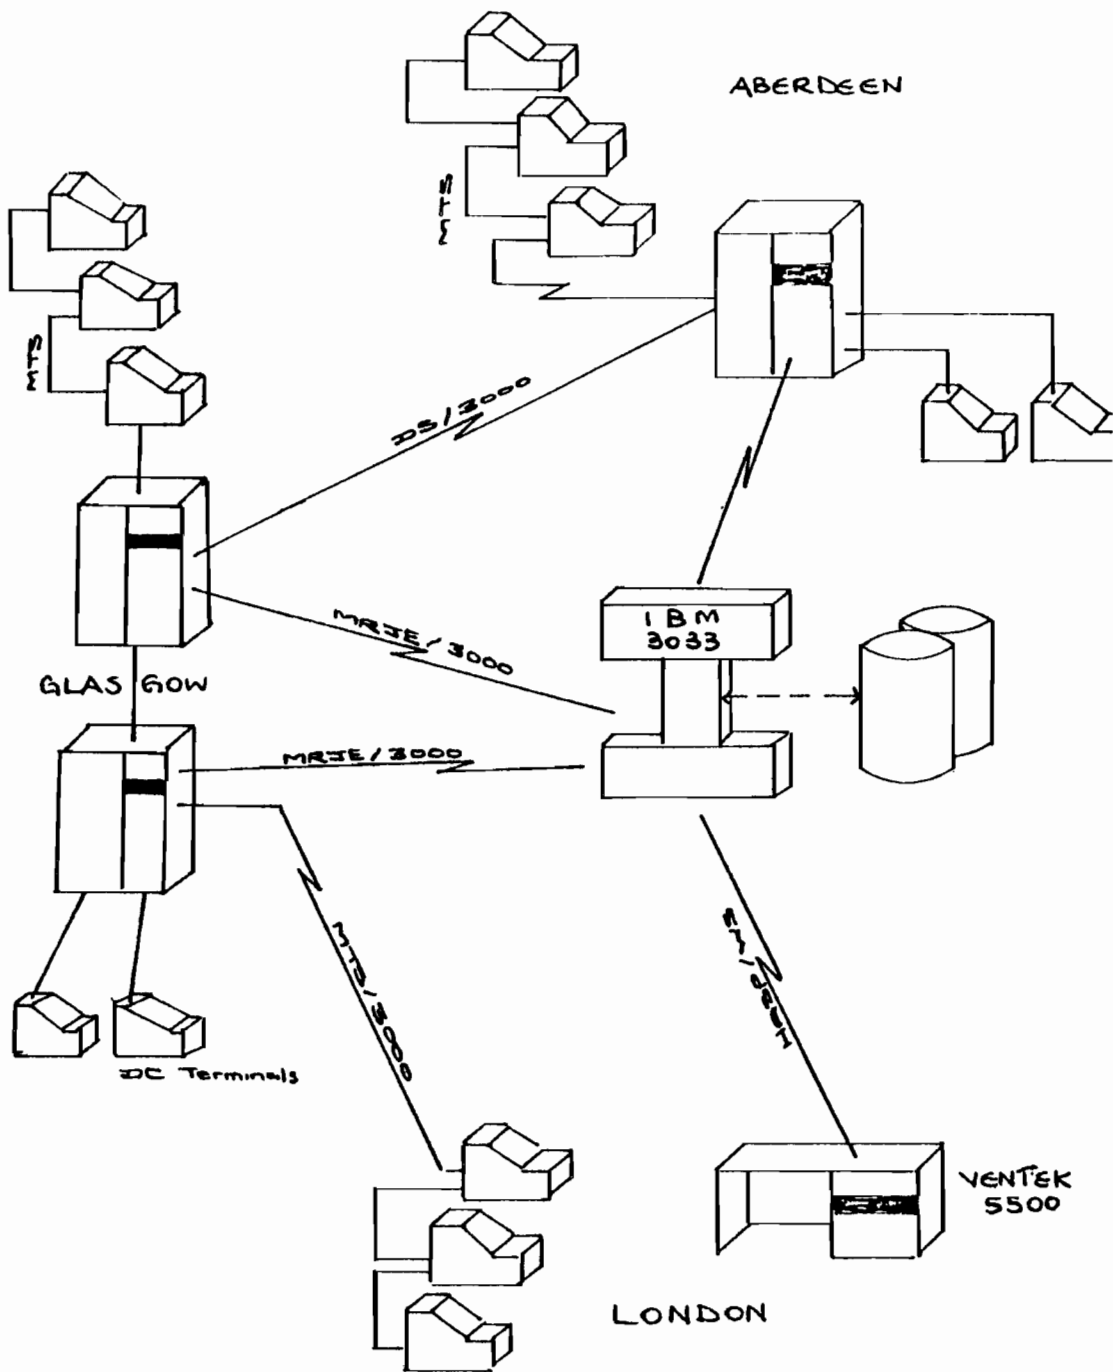 ABERDEEN
MTS
MTS
DS/3000
IBM
3033
MRJE/3000
GLASGOW
MRJE/3000
MTS/3000
DC Terminals
VENTEK
5500
LONDON